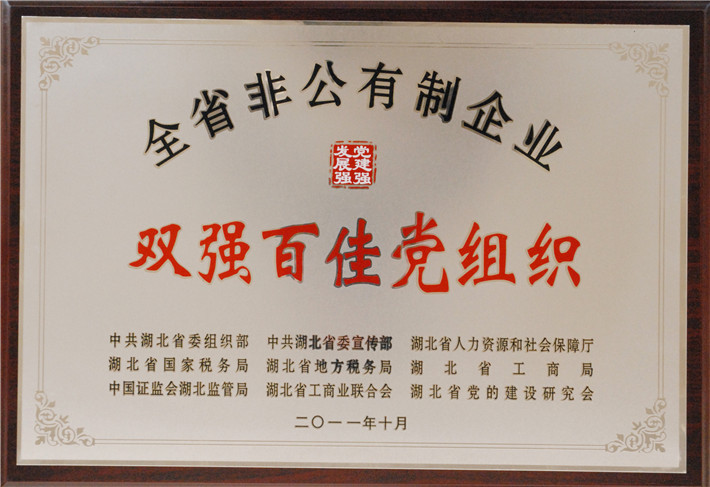 全省非公有制企业
党建强
发展强
双强百佳党组织
中共湖北省委组织部 中共湖北省委宣传部 湖北省人力资源和社会保障厅
湖北省国家税务局 湖北省地方税务局 湖北省工商局
中国证监会湖北监管局 湖北省工商业联合会 湖北省党的建设研究会
二〇一一年十月